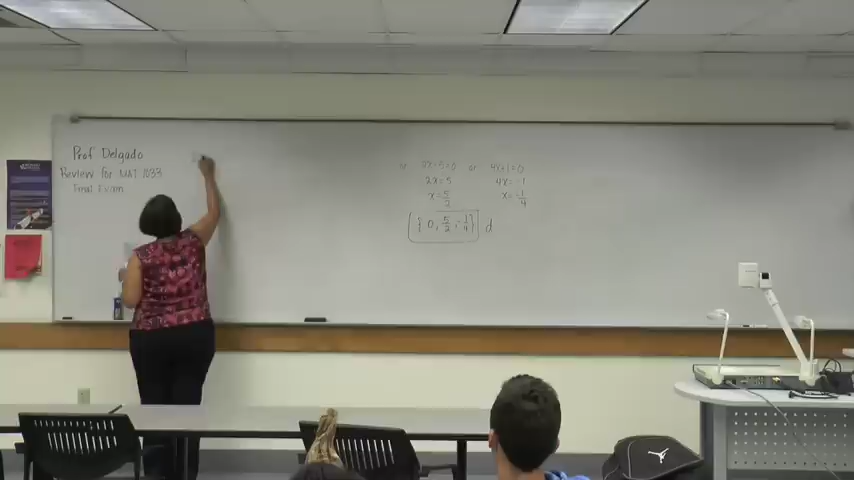 Prof Delgado
Review for MAT 1033
Final Exam
or 2x-5=0 or 4x+1=0
2x=5 4x=-1
x=5/2 x=-1/4
{0, 5/2, -1/4} d